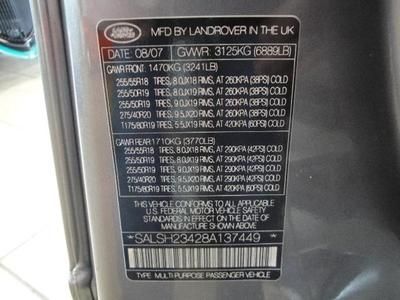 LAND ROVER
MFD BY LANDROVER IN THE UK
DATE 08/07 GVWR: 3125KG (6889LB)
GAWR FRONT 1470KG (3241LB)
255/55R18 TIRES, 8.0JX18 RIMS, AT 260KPA (38PSI) COLD
255/50R19 TIRES, 8.0JX19 RIMS, AT 260KPA (38PSI) COLD
255/50R19 TIRES, 9.0JX19 RIMS, AT 260KPA (38PSI) COLD
275/40R20 TIRES, 9.5JX20 RIMS, AT 260KPA (38PSI) COLD
T175/80R19 TIRES, 5.5JX19 RIMS, AT 420KPA (60PSI) COLD
GAWR REAR 1710KG (3770LB)
255/55R18 TIRES, 8.0JX18 RIMS, AT 290KPA (42PSI) COLD
255/50R19 TIRES, 8.0JX19 RIMS, AT 290KPA (42PSI) COLD
255/50R19 TIRES, 9.0JX19 RIMS, AT 290KPA (42PSI) COLD
275/40R20 TIRES, 9.5JX20 RIMS, AT 290KPA (42PSI) COLD
T175/80R19 TIRES, 5.5JX19 RIMS, AT 420KPA (60PSI) COLD
THIS VEHICLE CONFORMS TO ALL APPLICABLE
FEDERAL MOTOR VEHICLE SAFETY
STANDARDS IN EFFECT ON THE DATE OF
MANUFACTURE SHOWN ABOVE
*SALSH23428A137449*
TYPE MULTI-PURPOSE PASSENGER VEHICLE